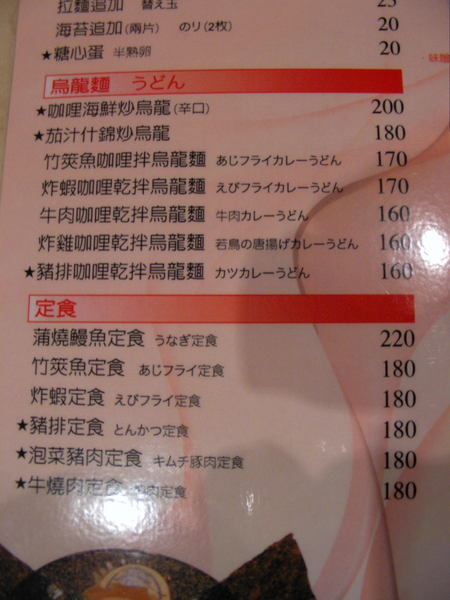 拉麵追加 替え玉 25
海苔追加(兩片) のリ(2枚) 20
★糖心蛋 半熟卵 20
烏龍麵 うどん
★咖哩海鮮炒烏龍(辛口) 200
★茄汁什錦炒烏龍 180
竹筴魚咖哩拌烏龍麵 あじフライカレーうどん 170
炸蝦咖哩乾拌烏龍麵 えびフライカレーうどん 170
牛肉咖哩乾拌烏龍麵 牛肉カレーうどん 160
炸雞咖哩乾拌烏龍麵 若鳥の唐揚げカレーうどん 160
★豬排咖哩乾拌烏龍麵 カツカレーうどん 160
定食
蒲燒鰻魚定食 うなぎ定食 220
竹筴魚定食 あじフライ定食 180
炸蝦定食 えびフライ定食 180
★豬排定食 とんかつ定食 180
★泡菜豬肉定食 キムチ豚肉定食 180
★牛燒肉定食 肉定食 180